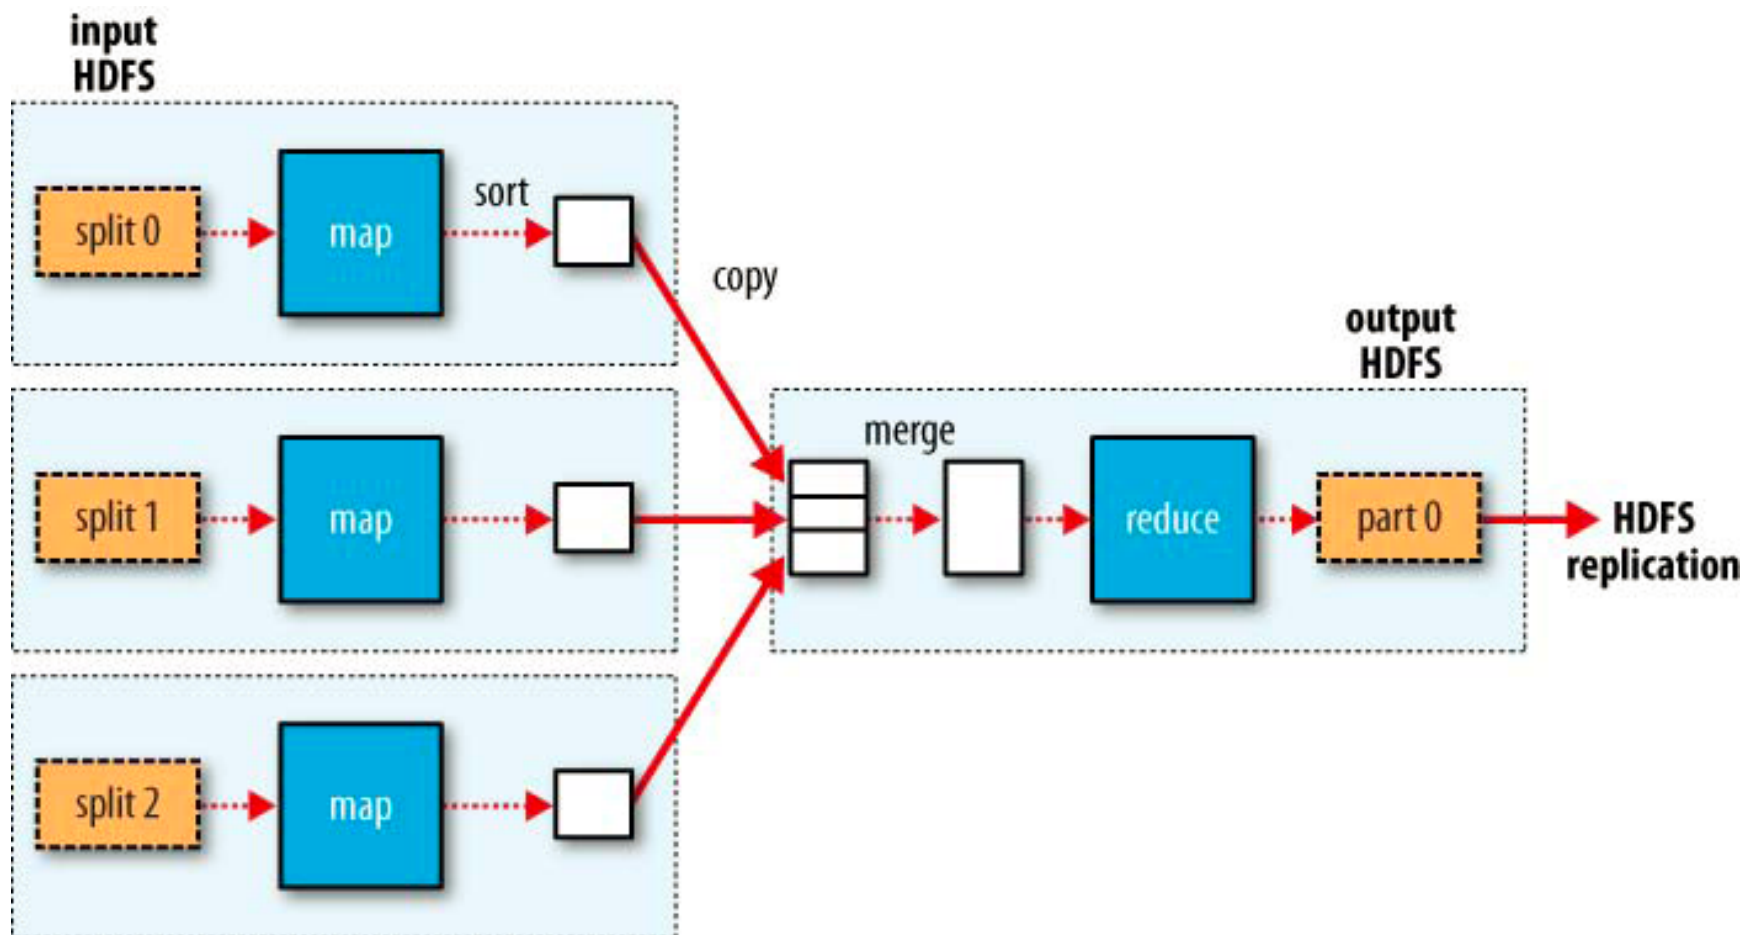 input
HDFS
split 0
map
sort
copy
output
HDFS
split 1
map
merge
reduce
part 0
HDFS
replication
split 2
map